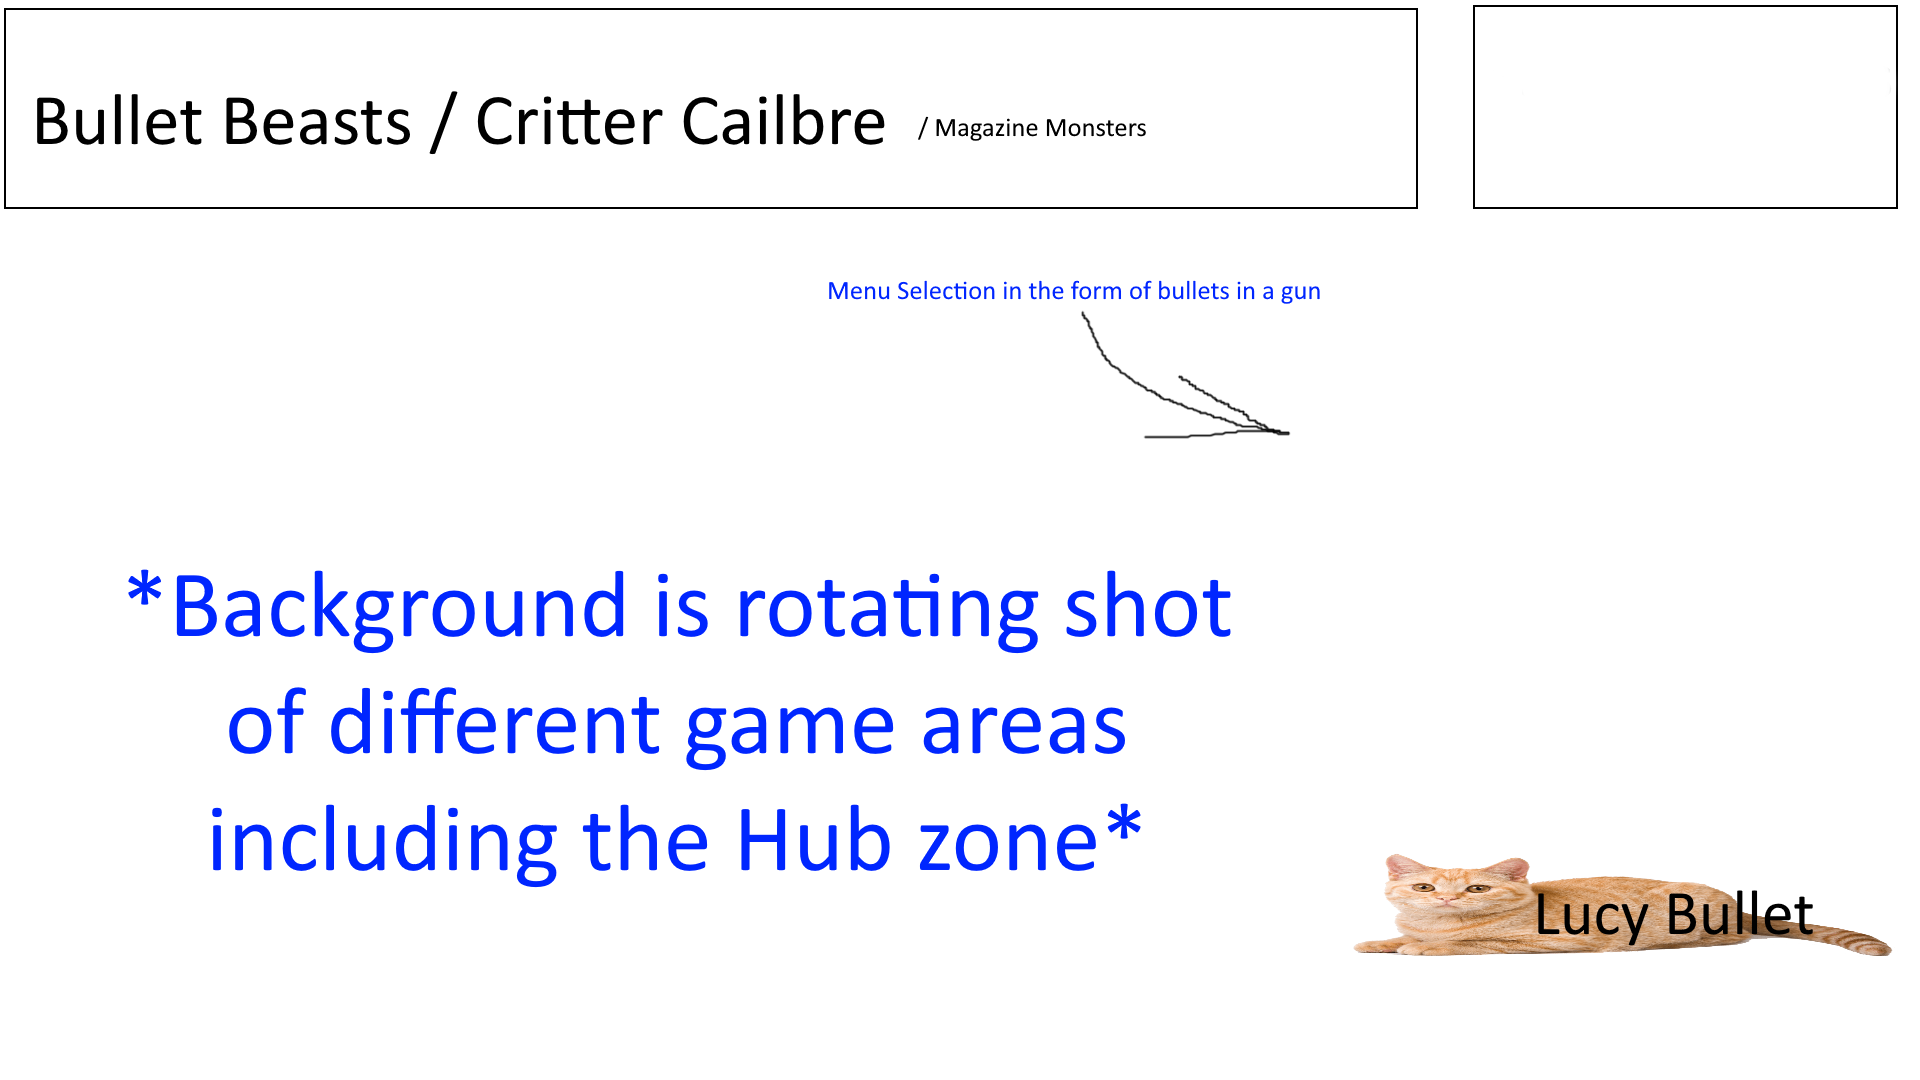 Bullet Beasts / Critter Cailbre / Magazine Monsters
Menu Selection in the form of bullets in a gun
*Background is rotating shot
of different game areas
including the Hub zone*
Lucy Bullet